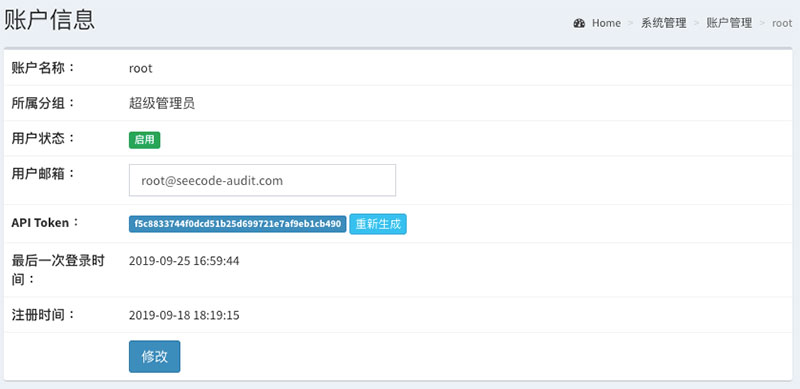 账户信息
Home > 系统管理 > 账户管理 > root
账户名称： root
所属分组： 超级管理员
用户状态： 启用
用户邮箱： root@seecode-audit.com
API Token： f5c8833744f0dcd51b25d699721e7af9eb1cb490 重新生成
最后一次登录时 2019-09-25 16:59:44
间：
注册时间： 2019-09-18 18:19:15
修改